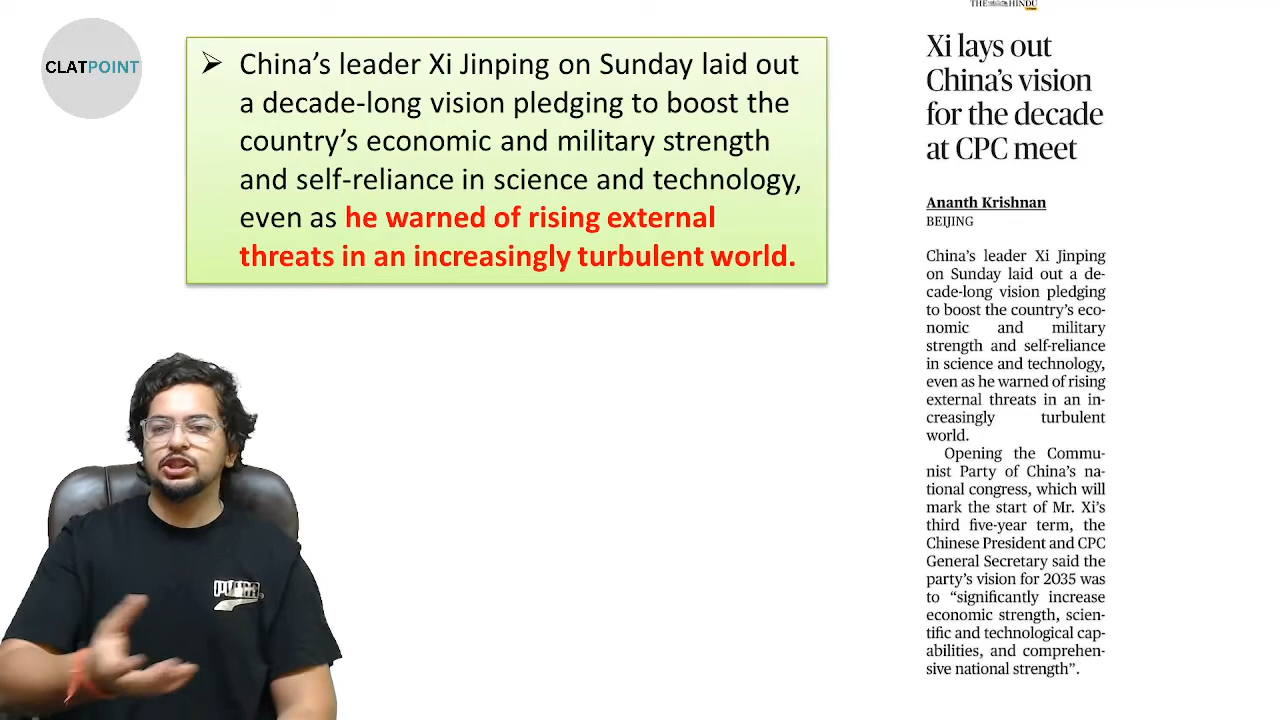 CLATPOINT
➢ China’s leader Xi Jinping on Sunday laid out
a decade-long vision pledging to boost the
country’s economic and military strength
and self-reliance in science and technology,
even as he warned of rising external
threats in an increasingly turbulent world.
THE HINDU
Xi lays out
China’s vision
for the decade
at CPC meet
Ananth Krishnan
BEIJING
China’s leader Xi Jinping
on Sunday laid out a de-
cade-long vision pledging
to boost the country’s eco-
nomic and military
strength and self-reliance
in science and technology,
even as he warned of rising
external threats in an in-
creasingly turbulent
world.
Opening the Commu-
nist Party of China’s na-
tional congress, which will
mark the start of Mr. Xi’s
third five-year term, the
Chinese President and CPC
General Secretary said the
party’s vision for 2035 was
to “significantly increase
economic strength, scien-
tific and technological cap-
abilities, and comprehen-
sive national strength”.
PUMA